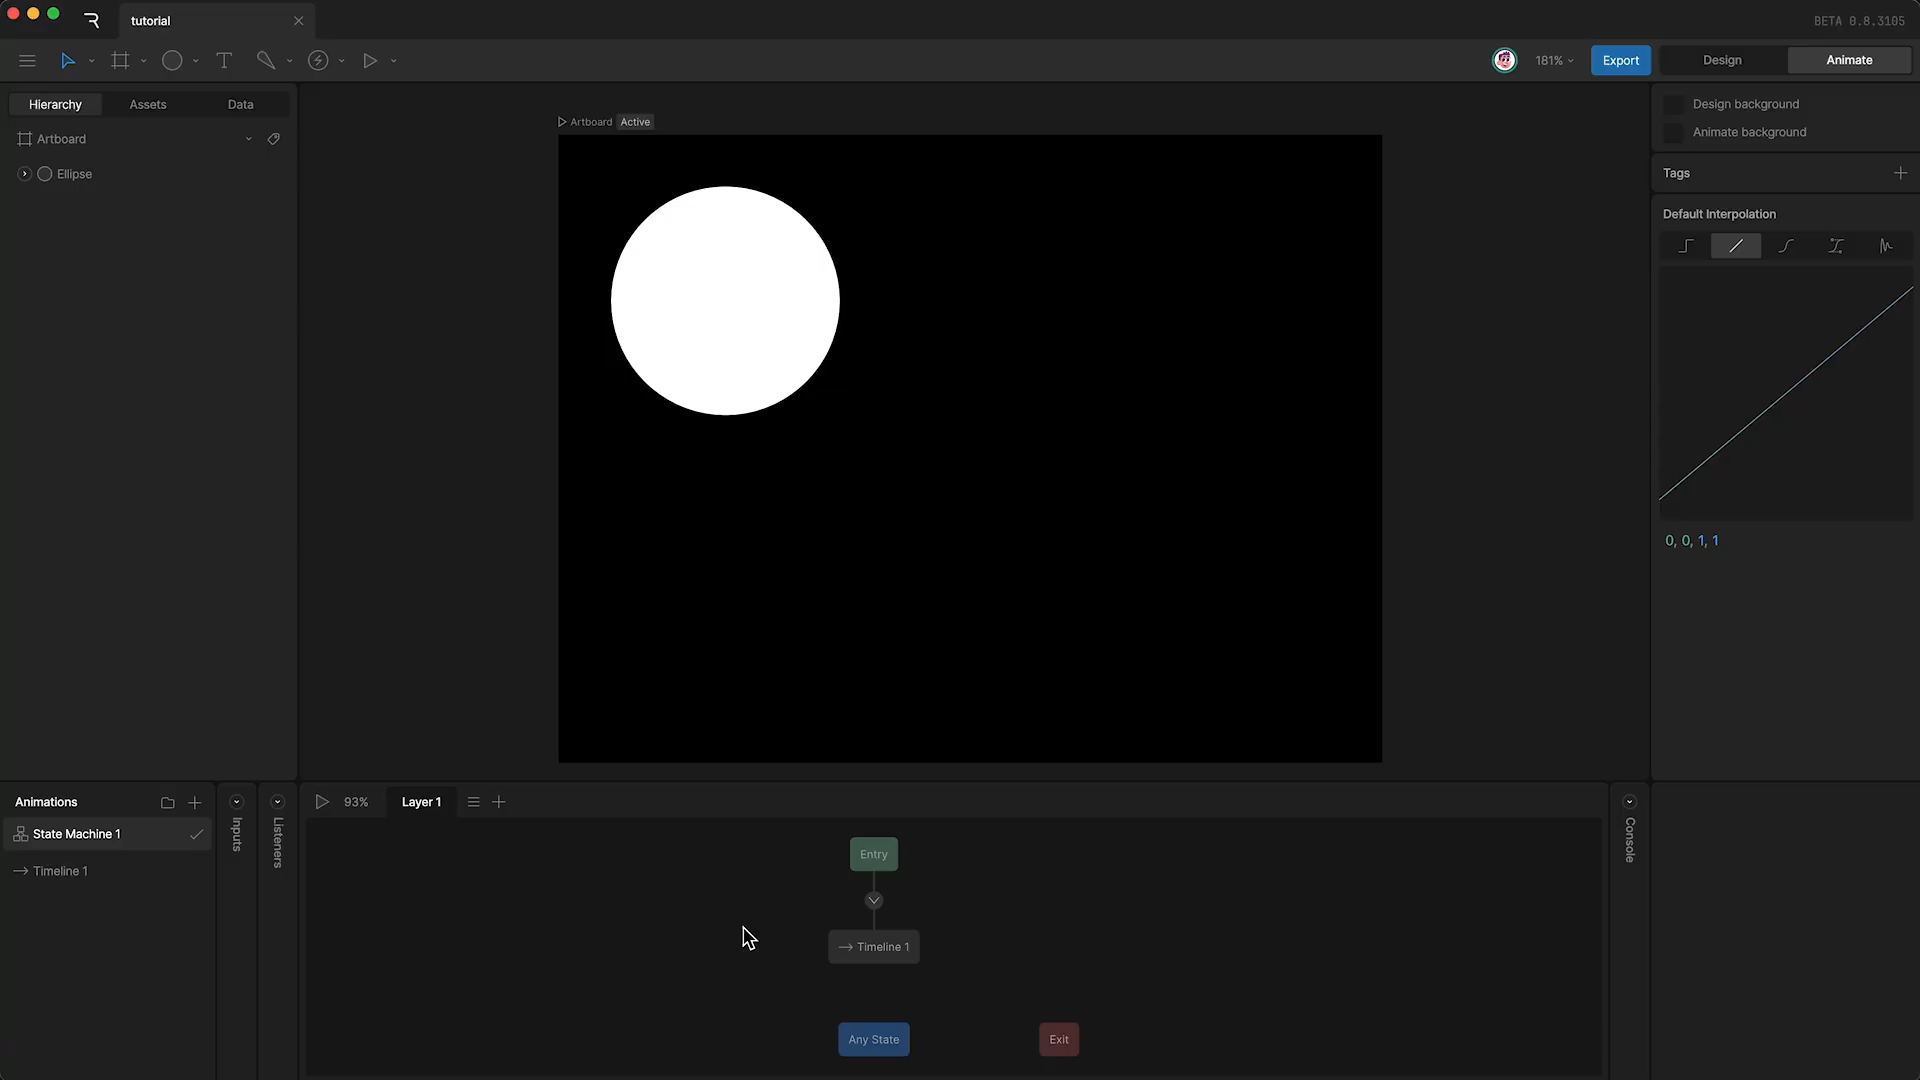 tutorial
BETA 0.8.3105
T
181%
Export
Design
Animate
Hierarchy
Assets
Data
Artboard
Ellipse
Artboard
Active
Design background
Animate background
Tags
Default Interpolation
0, 0, 1, 1
Animations
State Machine 1
Timeline 1
Inputs
Listeners
93%
Layer 1
Entry
Timeline 1
Any State
Exit
Console